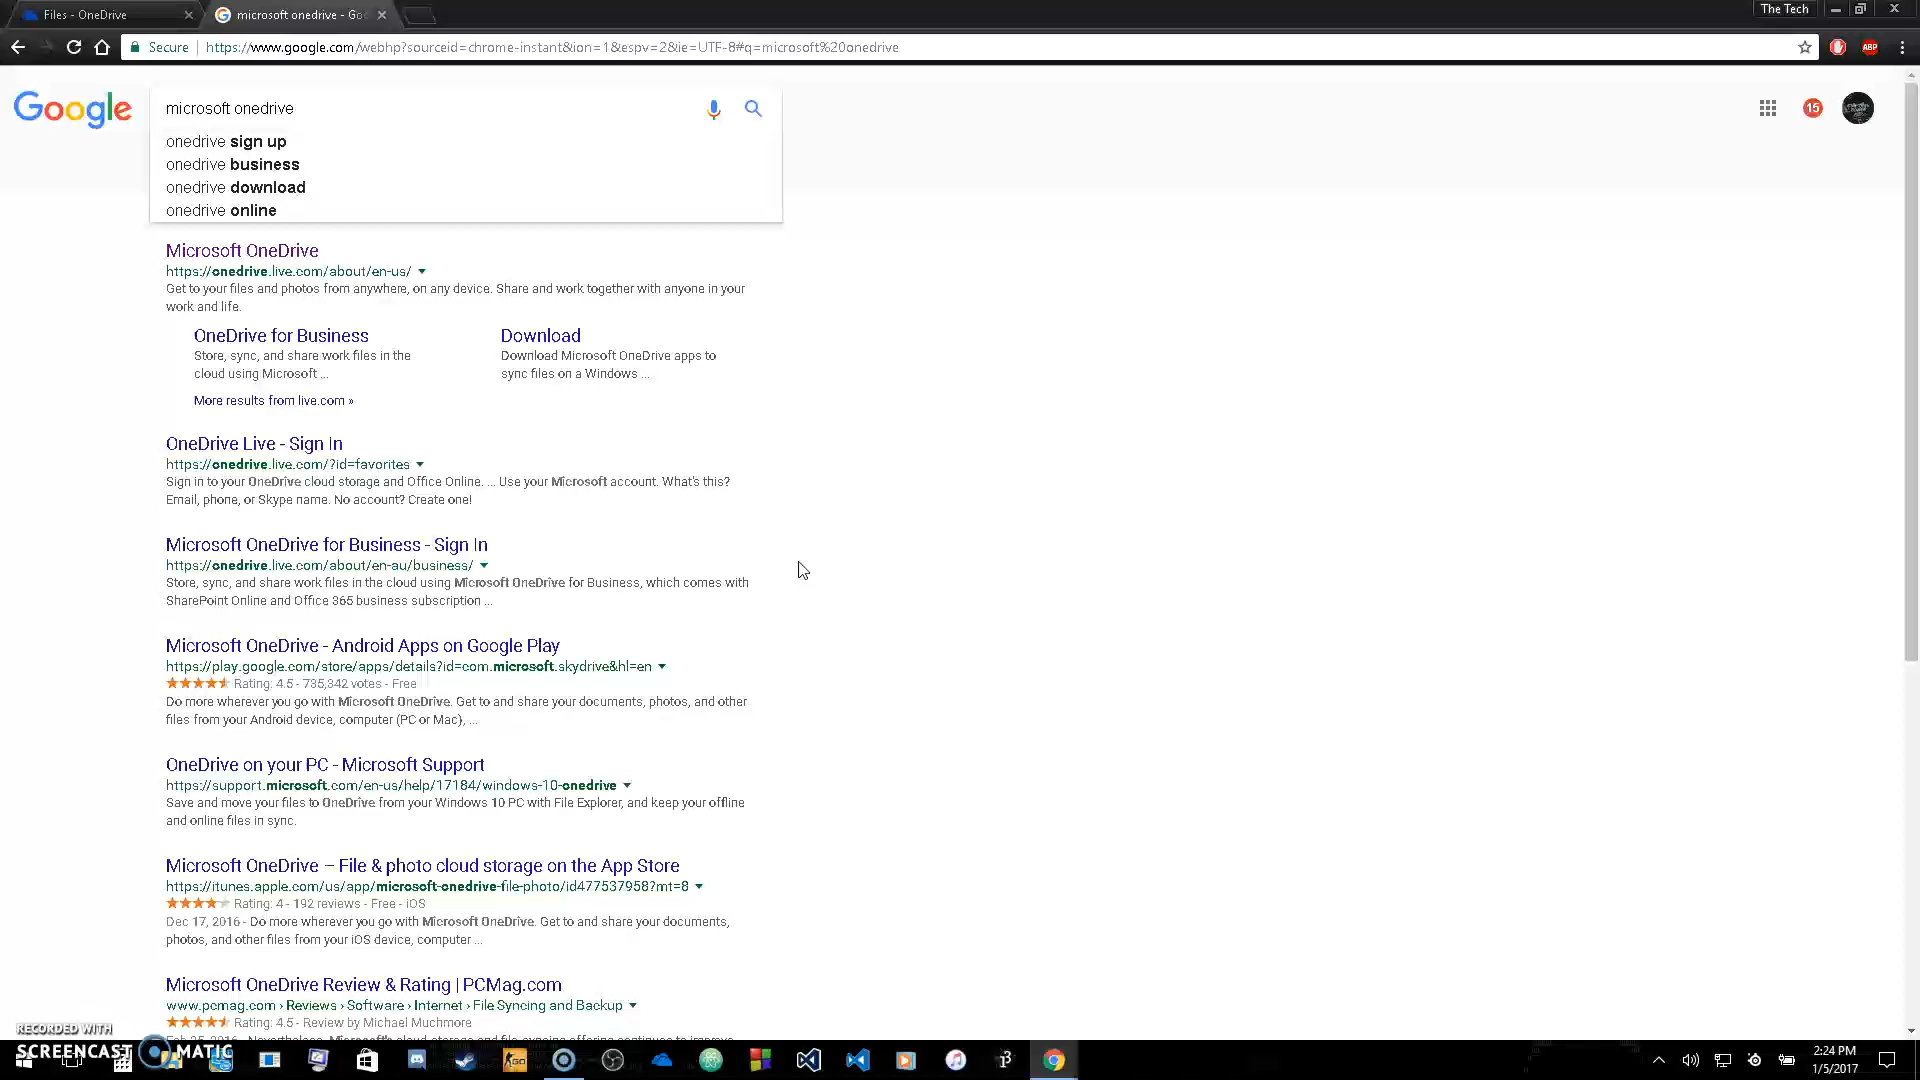 Files - OneDrive
microsoft onedrive - Goo
The Tech
Secure
https://www.google.com/webhp?sourceid=chrome-instant&ion=1&espv=2&ie=UTF-8#q=microsoft%20onedrive
ABP
Google
microsoft onedrive
15
onedrive sign up
onedrive business
onedrive download
onedrive online
Microsoft OneDrive
https://onedrive.live.com/about/en-us/
Get to your files and photos from anywhere, on any device. Share and work together with anyone in your
work and life.
OneDrive for Business
Store, sync, and share work files in the
cloud using Microsoft ...
Download
Download Microsoft OneDrive apps to
sync files on a Windows ...
More results from live.com »
OneDrive Live - Sign In
https://onedrive.live.com/?id=favorites
Sign in to your OneDrive cloud storage and Office Online. ... Use your Microsoft account. What's this?
Email, phone, or Skype name. No account? Create one!
Microsoft OneDrive for Business - Sign In
https://onedrive.live.com/about/en-au/business/
Store, sync, and share work files in the cloud using Microsoft OneDrive for Business, which comes with
SharePoint Online and Office 365 business subscription ...
Microsoft OneDrive - Android Apps on Google Play
https://play.google.com/store/apps/details?id=com.microsoft.skydrive&hl=en
Rating: 4.5 - 735,342 votes - Free
Do more wherever you go with Microsoft OneDrive. Get to and share your documents, photos, and other
files from your Android device, computer (PC or Mac), ...
OneDrive on your PC - Microsoft Support
https://support.microsoft.com/en-us/help/17184/windows-10-onedrive
Save and move your files to OneDrive from your Windows 10 PC with File Explorer, and keep your offline
and online files in sync.
Microsoft OneDrive – File & photo cloud storage on the App Store
https://itunes.apple.com/us/app/microsoft-onedrive-file-photo/id477537958?mt=8
Rating: 4 - 192 reviews - Free - iOS
Dec 17, 2016 - Do more wherever you go with Microsoft OneDrive. Get to and share your documents,
photos, and other files from your iOS device, computer ...
Microsoft OneDrive Review & Rating | PCMag.com
www.pcmag.com › Reviews › Software › Internet › File Syncing and Backup
Rating: 4.5 - Review by Michael Muchmore
RECORDED WITH
SCREENCAST MATIC
GO
2:24 PM
1/5/2017